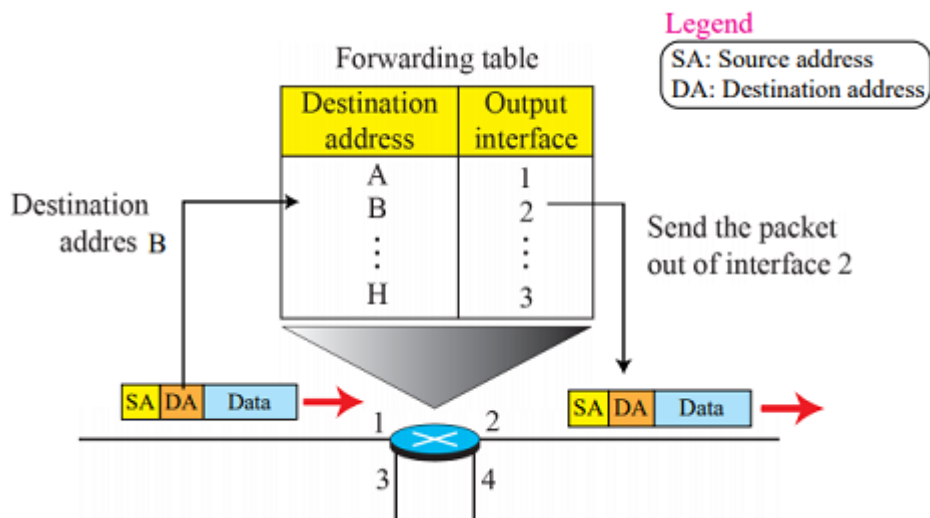 Legend
SA: Source address
DA: Destination address
Forwarding table
Destination address
Output interface
A 1
B 2
H 3
Destination
addres B
Send the packet
out of interface 2
SA DA Data
SA DA Data
1 2
3 4